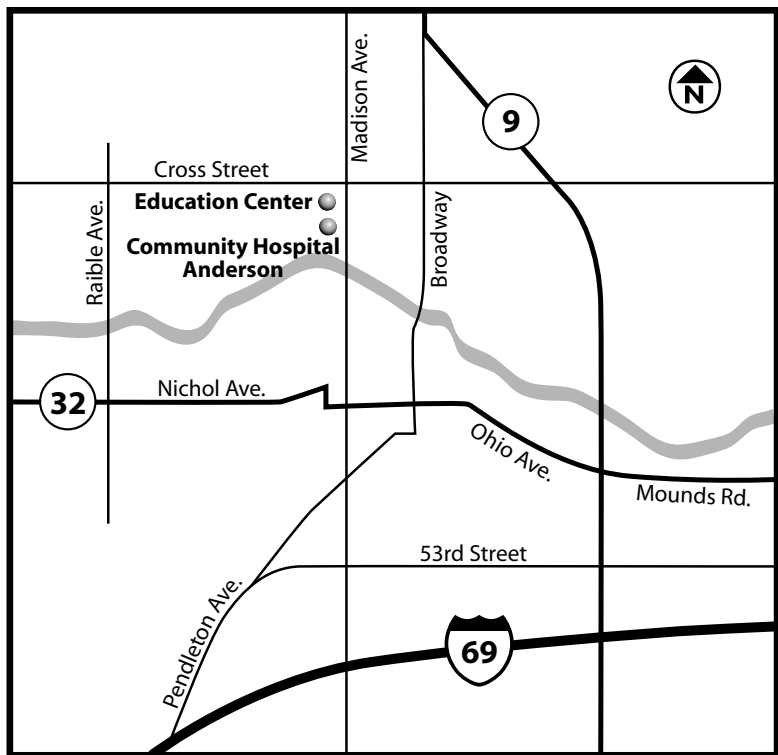 Madison Ave.
N
9
Cross Street
Education Center
Community Hospital
Anderson
Raible Ave.
Broadway
32
Nichol Ave.
Ohio Ave.
Mounds Rd.
53rd Street
Pendleton Ave.
69